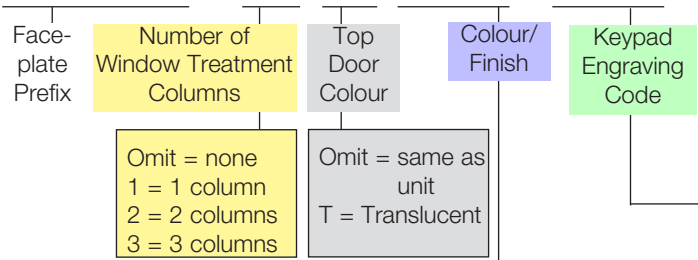 Face-
plate
Prefix
Number of
Window Treatment
Columns
Top
Door
Colour
Colour/
Finish
Keypad
Engraving
Code
Omit = none
1 = 1 column
2 = 2 columns
3 = 3 columns
Omit = same as
unit
T = Translucent